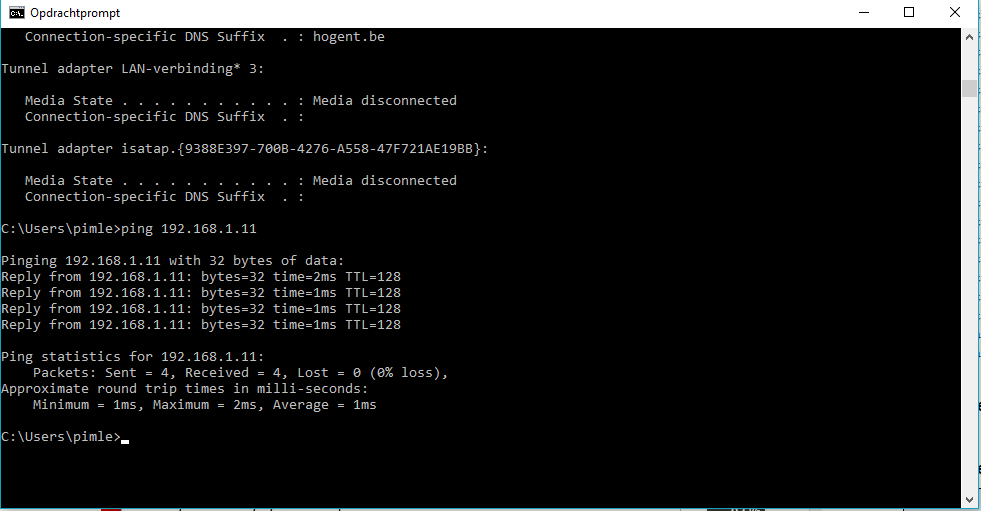 Opdrachtprompt
Connection-specific DNS Suffix  . : hogent.be
Tunnel adapter LAN-verbinding* 3:
Media State . . . . . . . . . . . : Media disconnected
Connection-specific DNS Suffix  . :
Tunnel adapter isatap.{9388E397-700B-4276-A558-47F721AE19BB}:
Media State . . . . . . . . . . . : Media disconnected
Connection-specific DNS Suffix  . :
C:\Users\pimle>ping 192.168.1.11
Pinging 192.168.1.11 with 32 bytes of data:
Reply from 192.168.1.11: bytes=32 time=2ms TTL=128
Reply from 192.168.1.11: bytes=32 time=1ms TTL=128
Reply from 192.168.1.11: bytes=32 time=1ms TTL=128
Reply from 192.168.1.11: bytes=32 time=1ms TTL=128
Ping statistics for 192.168.1.11:
Packets: Sent = 4, Received = 4, Lost = 0 (0% loss),
Approximate round trip times in milli-seconds:
Minimum = 1ms, Maximum = 2ms, Average = 1ms
C:\Users\pimle>